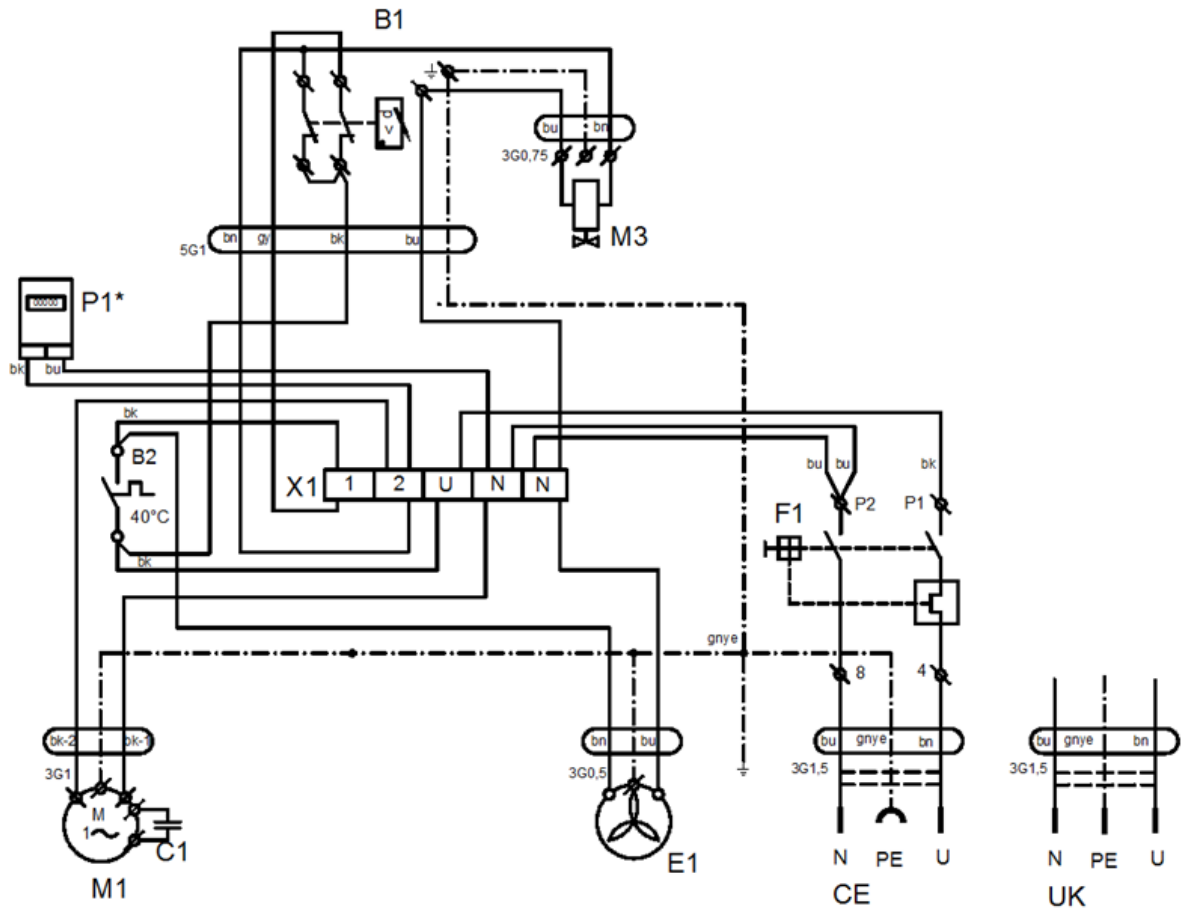 B1
bu
bn
3G0,75
p
v
M3
5G1
bn
gy
bk
bu
P1*
00000
bk
bu
bk
B2
40°C
X1
1
2
U
N
N
bu
bu
bk
F1
P2
P1
bk
gnye
8
4
bk-2
bk-1
3G1
M
1
C1
M1
bn
bu
3G0,5
E1
bu
gnye
bn
3G1,5
N
PE
U
CE
bu
gnye
bn
3G1,5
N
PE
U
UK